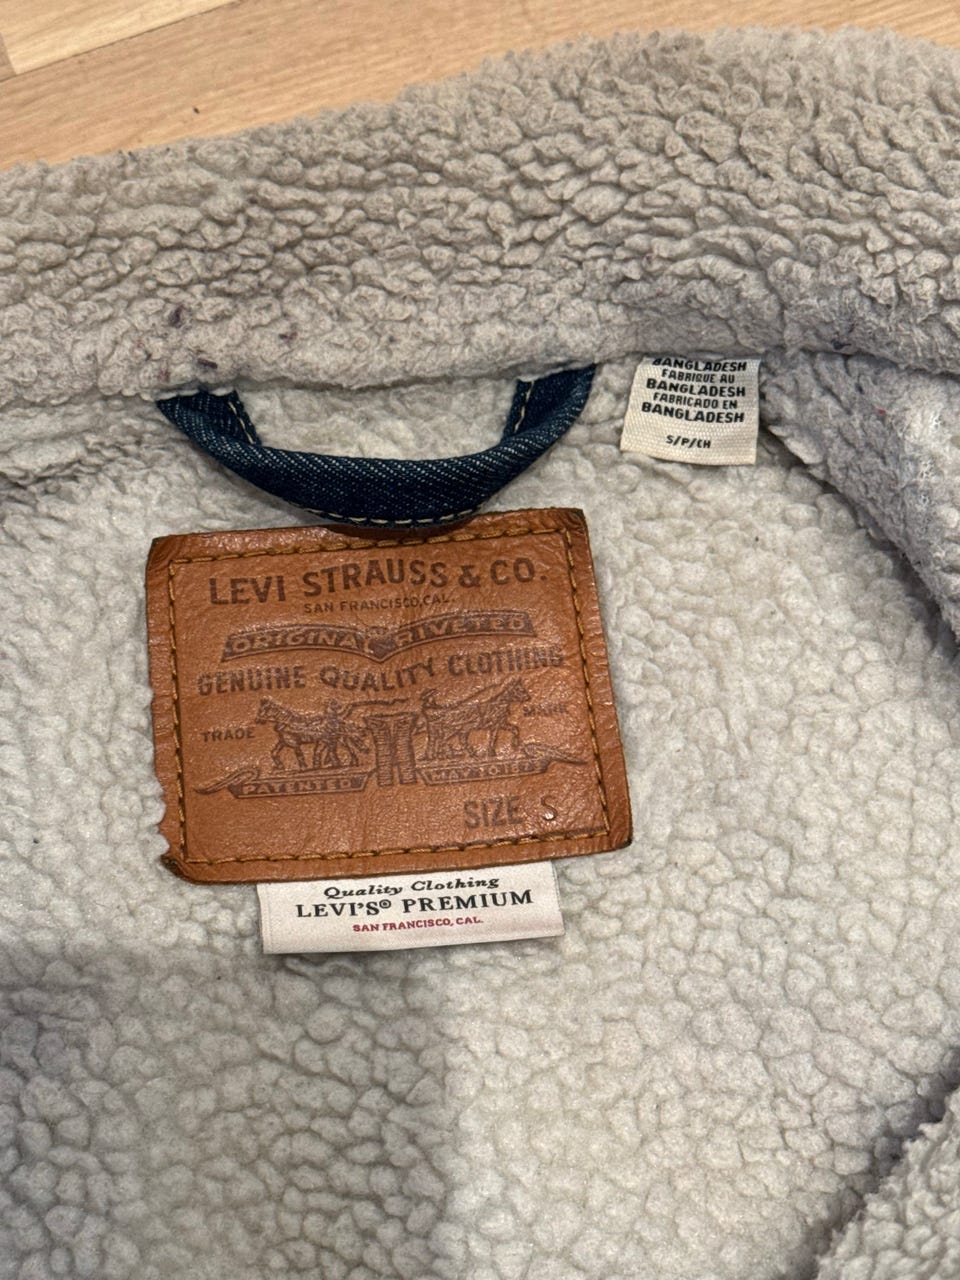 BANGLADESH
FABRIQUE AU
BANGLADESH
FABRICADO EN
BANGLADESH
S/P/CH
LEVI STRAUSS & CO.
SAN FRANCISCO, CAL.
ORIGINAL RIVETED
GENUINE QUALITY CLOTHING
TRADE MARK
PATENTED MAY 20 1873
SIZE S
Quality Clothing
LEVI'S® PREMIUM
SAN FRANCISCO, CAL.